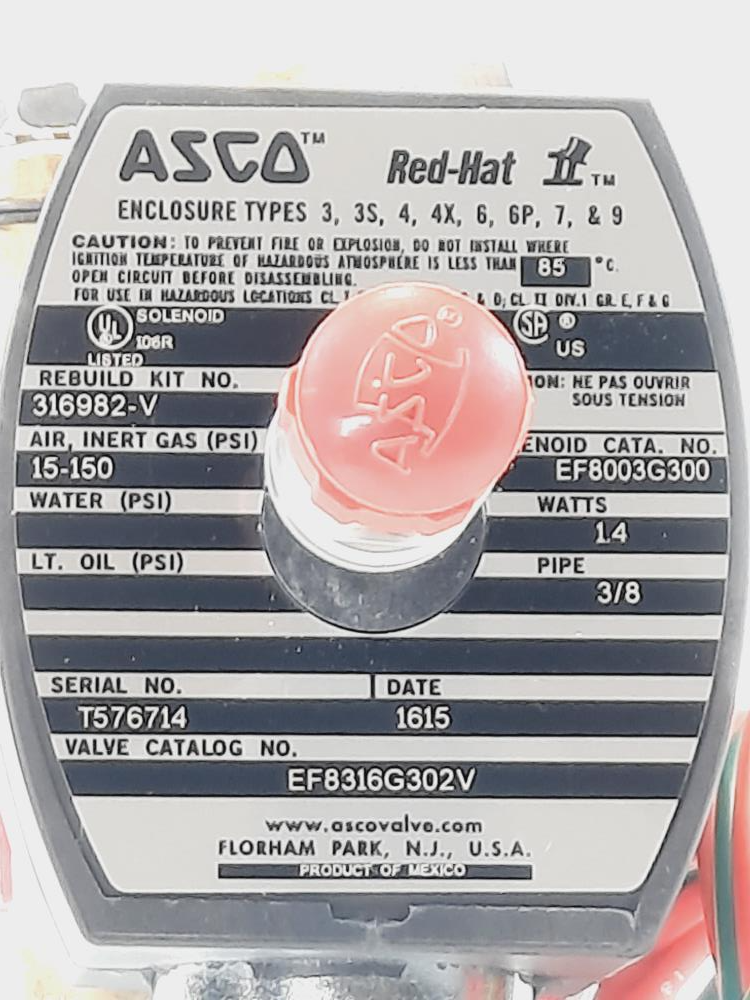 ASCO™ Red-Hat II™
ENCLOSURE TYPES 3, 3S, 4, 4X, 6, 6P, 7, & 9
CAUTION: TO PREVENT FIRE OR EXPLOSION, DO NOT INSTALL WHERE
IGNITION TEMPERATURE OF HAZARDOUS ATMOSPHERE IS LESS THAN 85 °C.
OPEN CIRCUIT BEFORE DISASSEMBLING.
FOR USE IN HAZARDOUS LOCATIONS CL. & D; CL. II DIV.1 GR. E, F & G
UL SOLENOID SA ®
106R US
LISTED
REBUILD KIT NO. ON: NE PAS OUVRIR
316982-V SOUS TENSION
ASCO ®
AIR, INERT GAS (PSI) ENOID CATA. NO.
15-150 EF8003G300
WATER (PSI) WATTS
1.4
LT. OIL (PSI) PIPE
3/8
SERIAL NO. DATE
T576714 1615
VALVE CATALOG NO.
EF8316G302V
www.ascovalve.com
FLORHAM PARK, N.J., U.S.A.
PRODUCT OF MEXICO